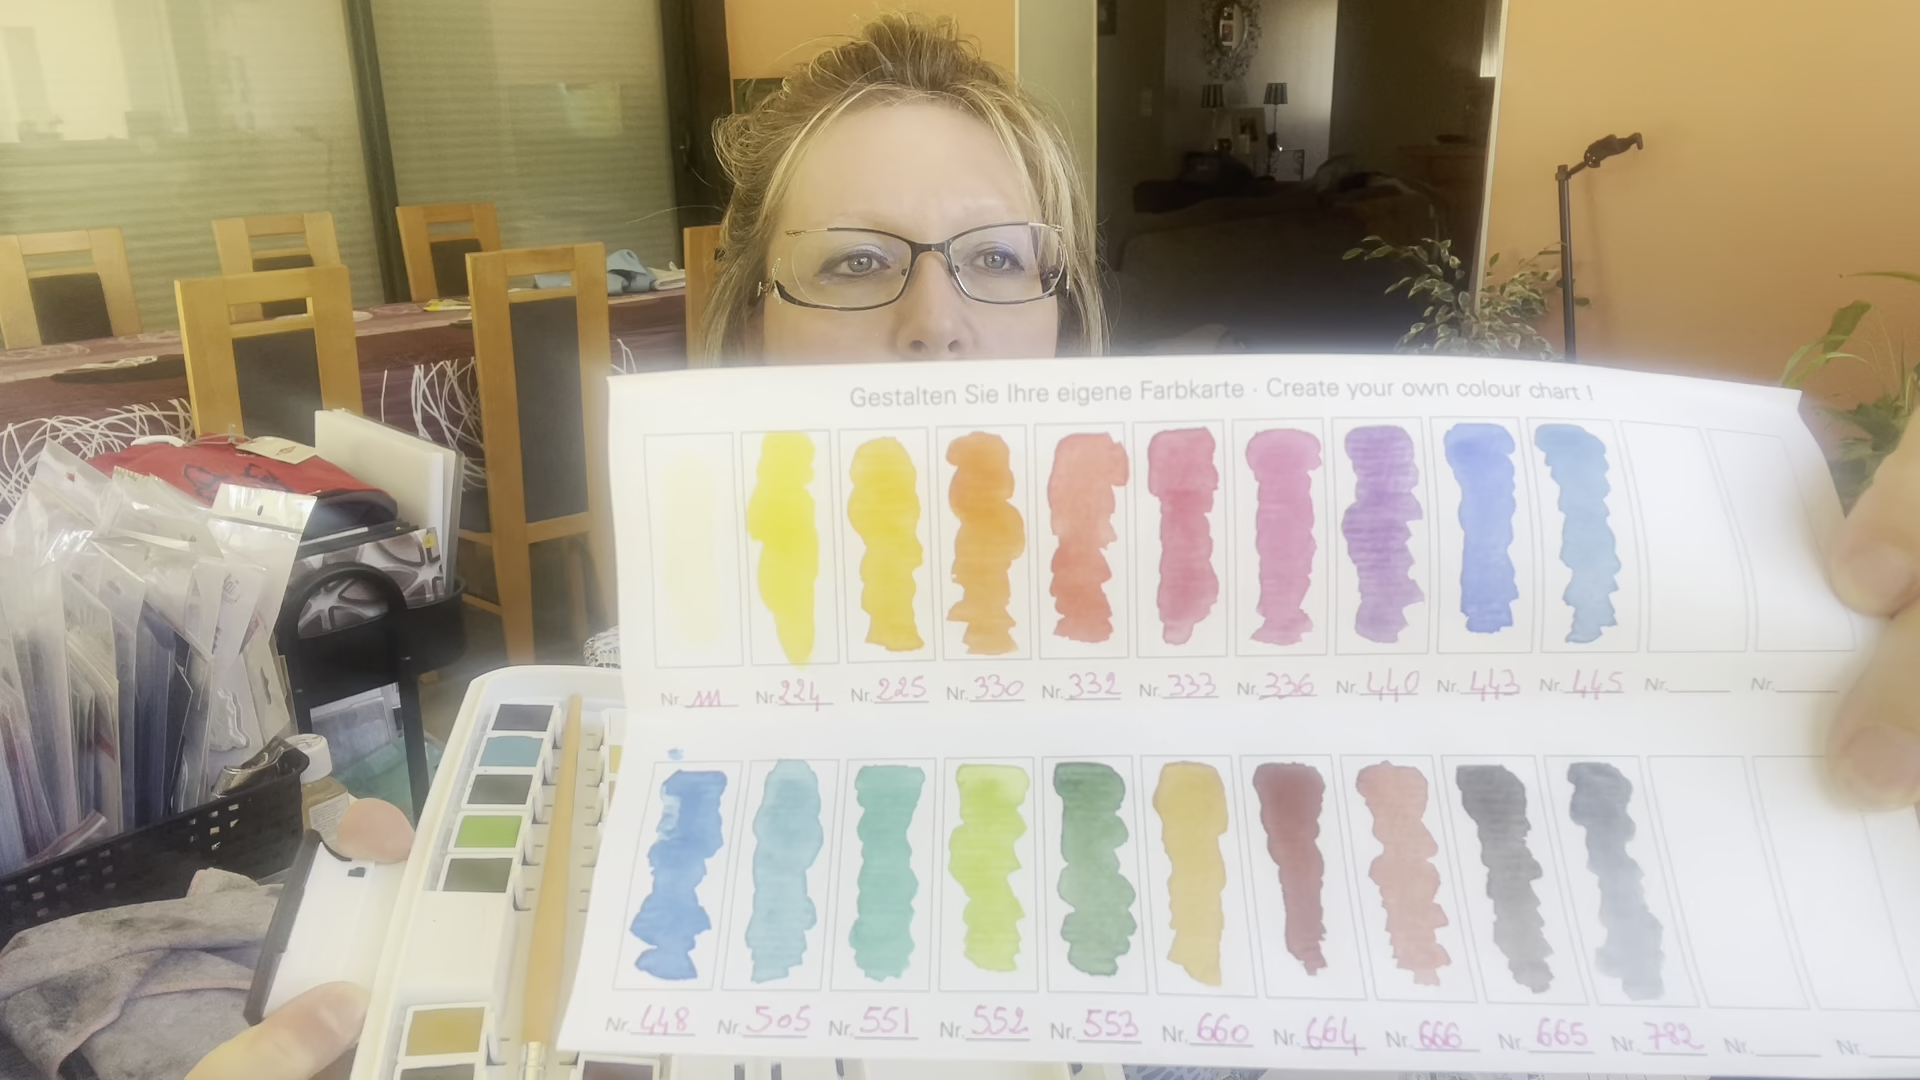 Gestalten Sie Ihre eigene Farbkarte · Create your own colour chart !
Nr. 111 Nr. 224 Nr. 225 Nr. 330 Nr. 332 Nr. 333 Nr. 336 Nr. 440 Nr. 443 Nr. 445 Nr. Nr.
Nr. 448 Nr. 505 Nr. 551 Nr. 552 Nr. 553 Nr. 660 Nr. 664 Nr. 666 Nr. 665 Nr. 782 Nr. Nr.